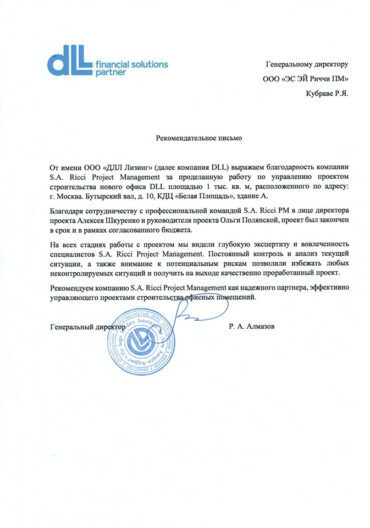 dLL financial solutions
partner
Генеральному директору
ООО «ЭС ЭЙ Риччи ПМ»
Кубраве Р.Я.
Рекомендательное письмо
От имени ООО «ДЛЛ Лизинг» (далее компания DLL) выражаем благодарность компании
S.A. Ricci Project Management за проделанную работу по управлению проектом
строительства нового офиса DLL площадью 1 тыс. кв. м, расположенного по адресу:
г. Москва. Бутырский вал, д. 10, КДЦ «Белая Площадь», здание А.
Благодаря сотрудничеству с профессиональной командой S.A. Ricci PM в лице директора
проекта Алексея Шкуренко и руководителя проекта Ольги Полянской, проект был закончен
в срок и в рамках согласованного бюджета.
На всех стадиях работы с проектом мы видели глубокую экспертизу и вовлеченность
специалистов S.A. Ricci Project Management. Постоянный контроль и анализ текущей
ситуации, а также внимание к потенциальным рискам позволили избежать любых
неконтролируемых ситуаций и получить на выходе качественно проработанный проект.
Рекомендуем компанию S.A. Ricci Project Management как надежного партнера, эффективно
управляющего проектами строительства офисных помещений.
Генеральный директор
Р. А. Алмазов